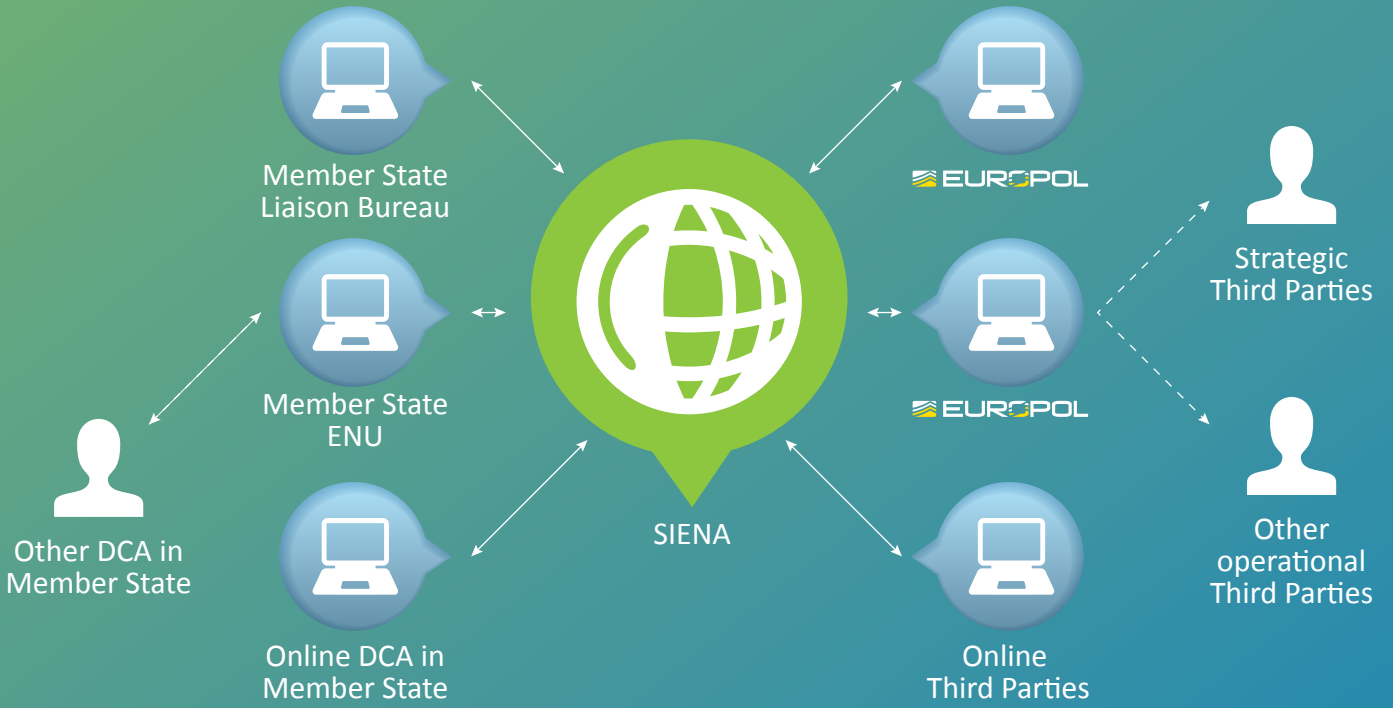 Member State
Liaison Bureau
EUROPOL
Strategic
Third Parties
Member State
ENU
EUROPOL
SIENA
Other DCA in
Member State
Other
operational
Third Parties
Online DCA in
Member State
Online
Third Parties